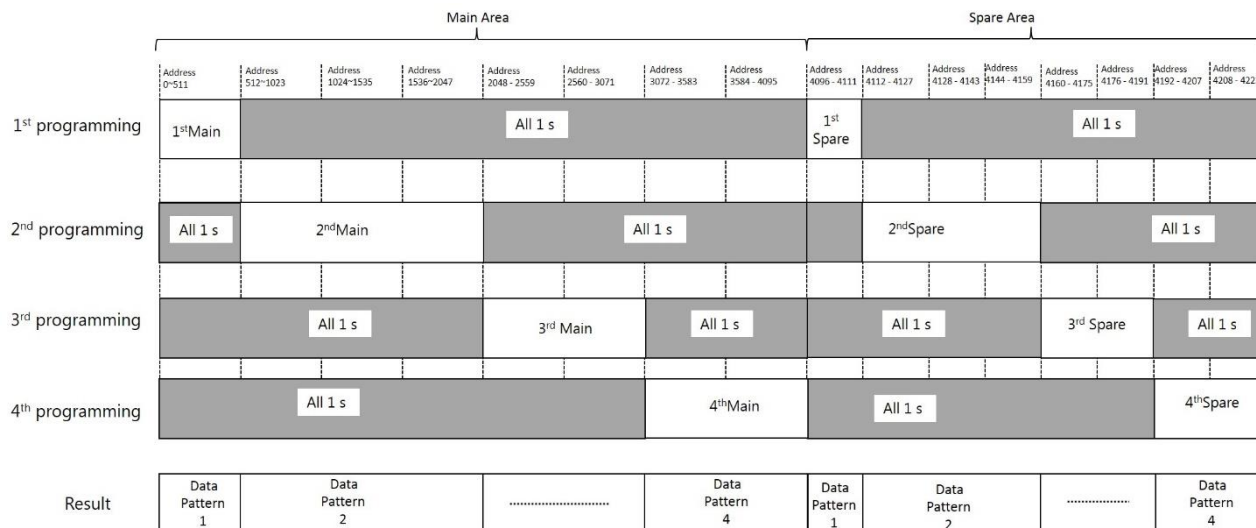 Main Area
Spare Area
Address
0~511
Address
512~1023
Address
1024~1535
Address
1536~2047
Address
2048 - 2559
Address
2560 - 3071
Address
3072 - 3583
Address
3584 - 4095
Address
4096 - 4111
Address
4112 - 4127
Address
4128 - 4143
Address
4144 - 4159
Address
4160 - 4175
Address
4176 - 4191
Address
4192 - 4207
Address
4208 - 422
1st programming
1stMain
All 1 s
1st
Spare
All 1 s
2nd programming
All 1 s
2ndMain
All 1 s
2ndSpare
All 1 s
3rd programming
All 1 s
3rd Main
All 1 s
All 1 s
3rd Spare
All 1 s
4th programming
All 1 s
4thMain
All 1 s
4thSpare
Result
Data
Pattern
1
Data
Pattern
2
....................
Data
Pattern
4
Data
Pattern
1
Data
Pattern
2
............
Data
Pattern
4